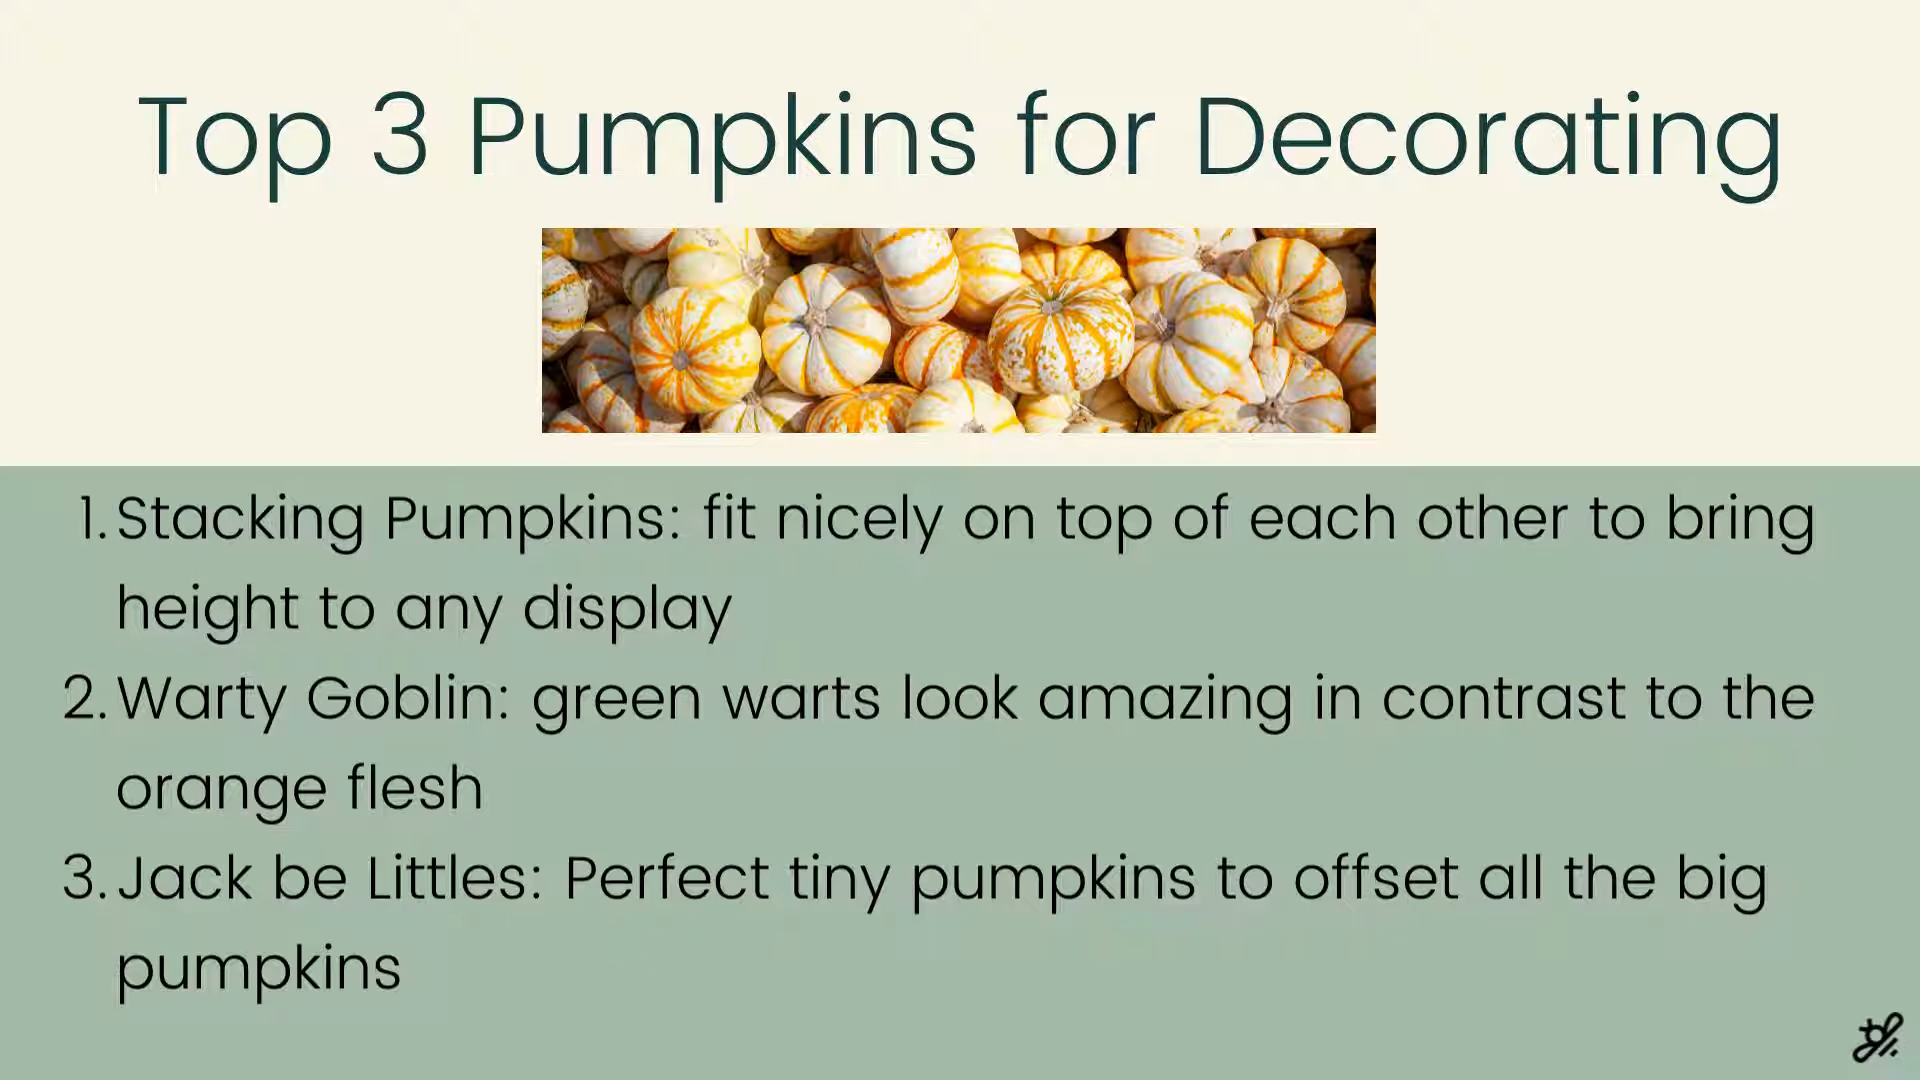 Top 3 Pumpkins for Decorating
1. Stacking Pumpkins: fit nicely on top of each other to bring
height to any display
2. Warty Goblin: green warts look amazing in contrast to the
orange flesh
3. Jack be Littles: Perfect tiny pumpkins to offset all the big
pumpkins